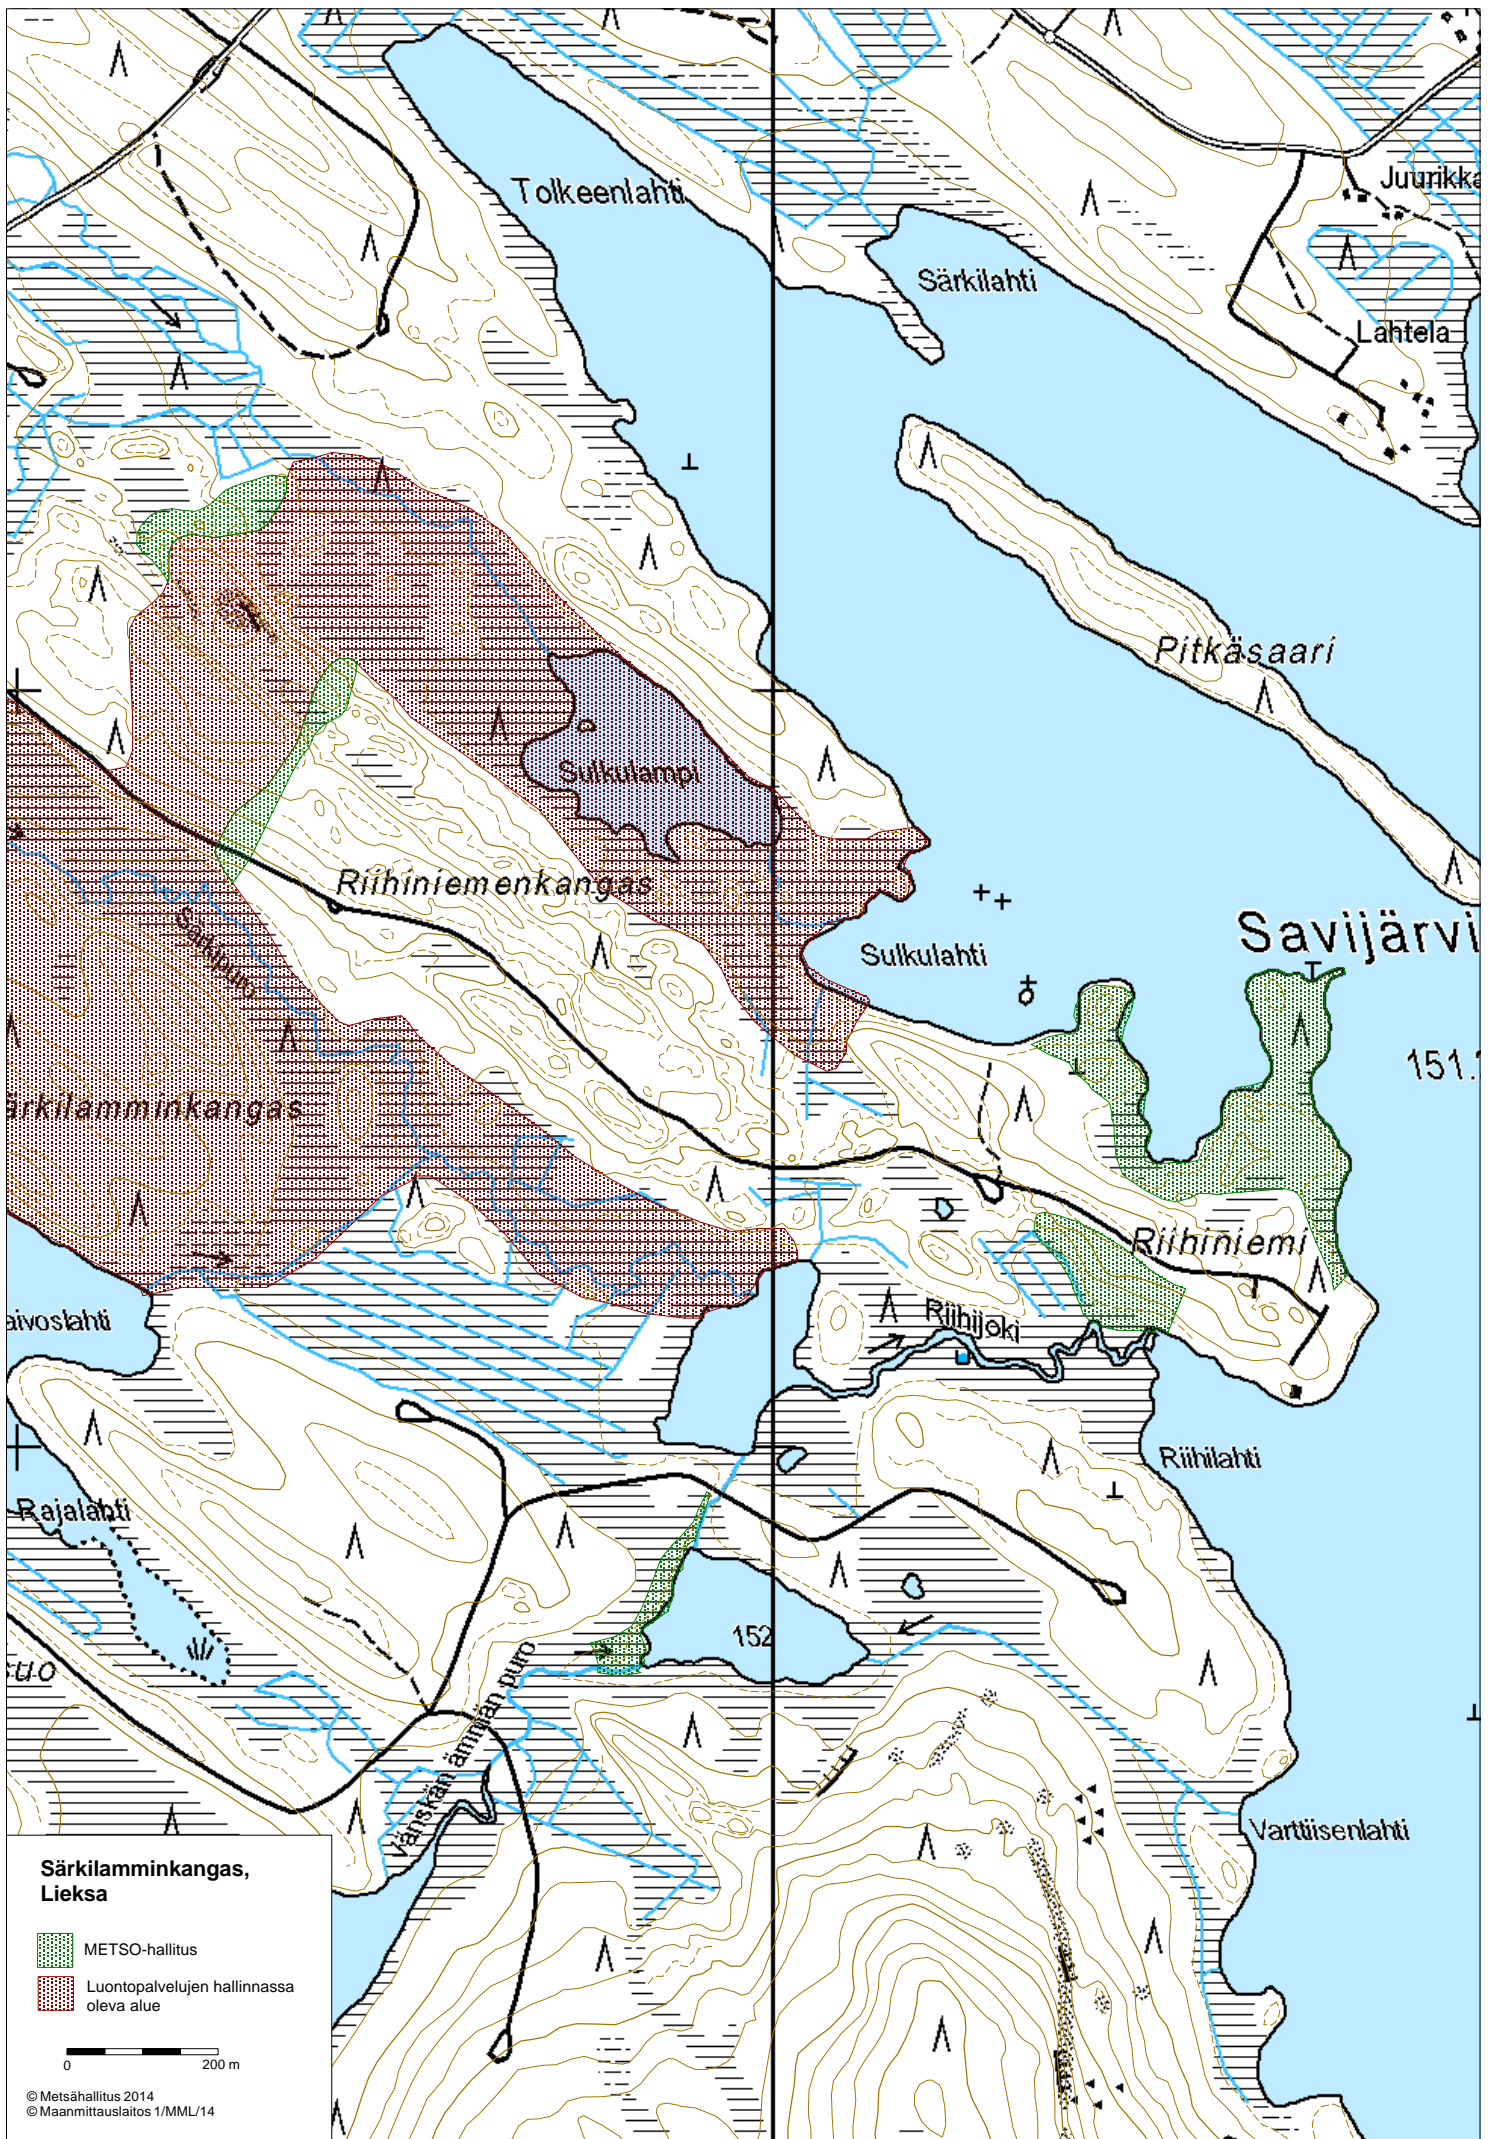 Tolkeenlahti
Juurikka
Särkilahti
Lahtela
Pitkäsaari
Sulkulampi
Riihiniemenkangas
Särkipuro
Savijärvi
Sulkulahti
151.
ärkilamminkangas
Riihiniemi
aivoslahti
Riihijoki
Riihilahti
Rajalahti
152
uo
Vänskän ämmän puro
Varttiisenlahti
Särkilamminkangas,
Lieksa
METSO-hallitus
Luontopalvelujen hallinnassa
oleva alue
0 200 m
© Metsähallitus 2014
© Maanmittauslaitos 1/MML/14